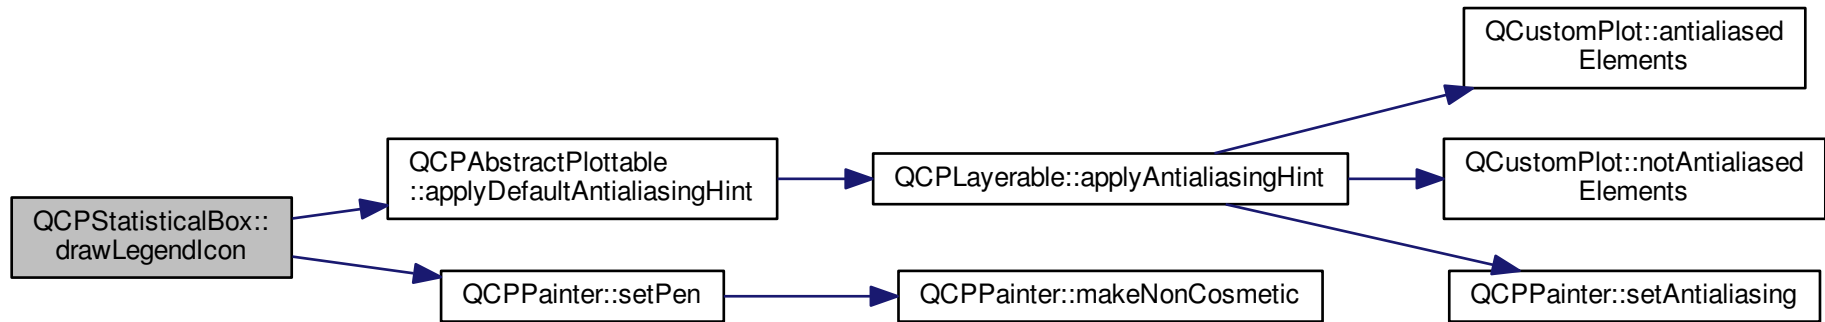 QCPStatisticalBox::
drawLegendIcon
QCPAbstractPlottable
::applyDefaultAntialiasingHint
QCPLayerable::applyAntialiasingHint
QCustomPlot::antialiased
Elements
QCustomPlot::notAntialiased
Elements
QCPPainter::setAntialiasing
QCPPainter::setPen
QCPPainter::makeNonCosmetic